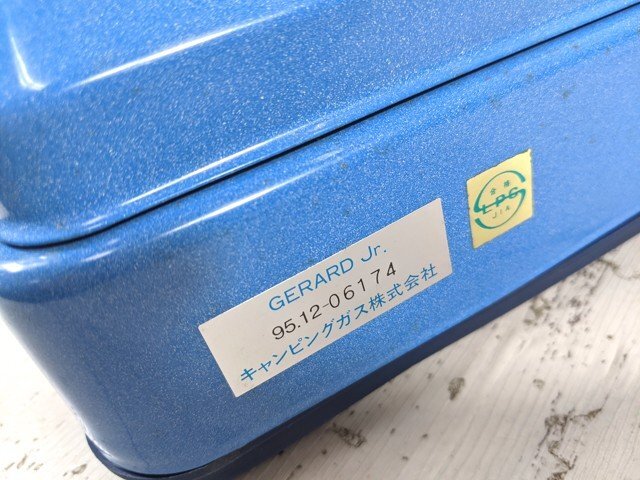 GERARD Jr.
95.12-06174
キャンピングガス株式会社
合格
LPG
JIA